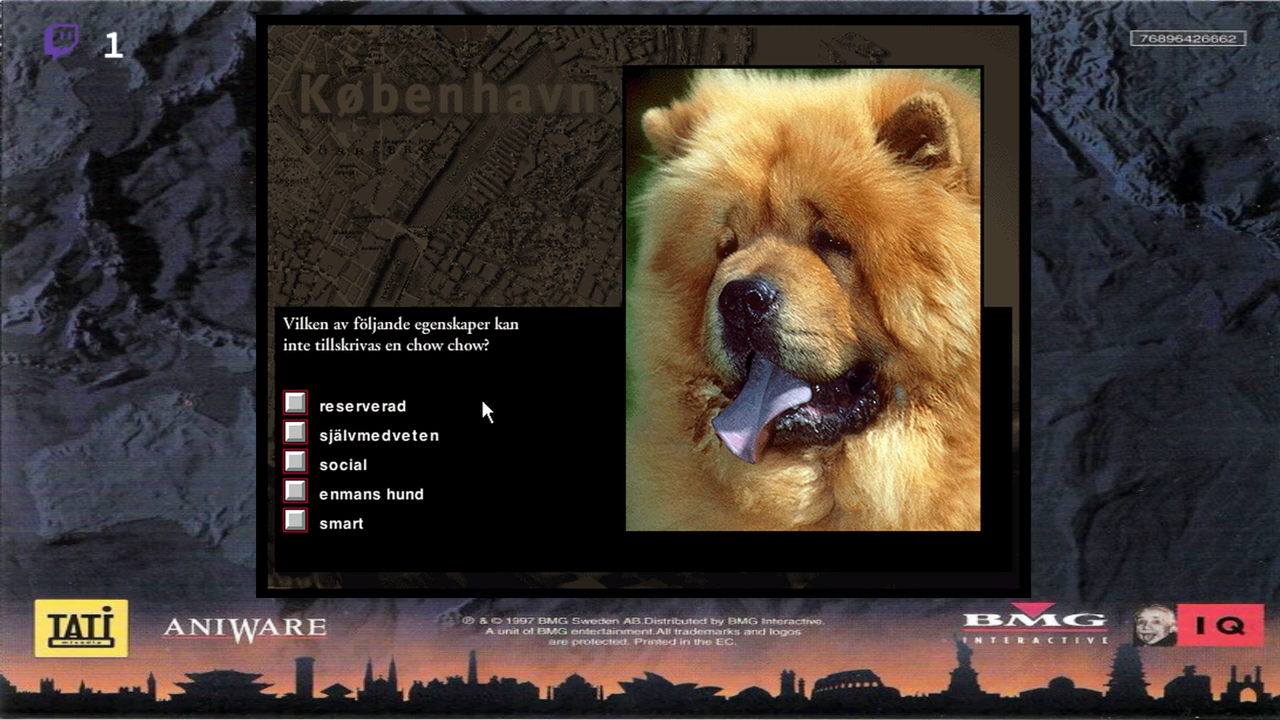 1
76896426662
København
Vilken av följande egenskaper kan
inte tillskrivas en chow chow?
reserverad
självmedveten
social
enmans hund
smart
TATi
ANIWARE
℗ & © 1997 BMG Sweden AB.Distributed by BMG Interactive.
A unit of BMG entertainment.All trademarks and logos
are protected. Printed in the EC.
BMG
INTERACTIVE
IQ